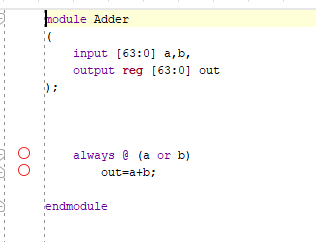 module Adder
(
input [63:0] a,b,
output reg [63:0] out
);
always @ (a or b)
out=a+b;
endmodule